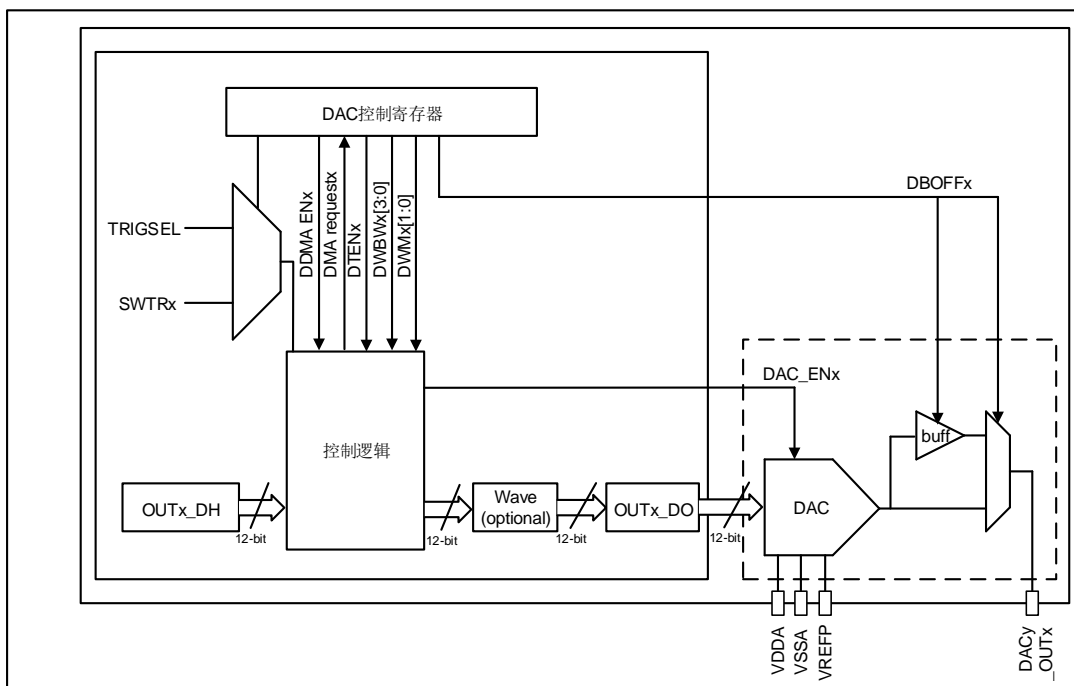 DAC控制寄存器
TRIGSEL
SWTRx
DDMA ENx
DMA requestx
DTENx
DWBWx[3:0]
DWMx[1:0]
DBOFFx
DAC_ENx
控制逻辑
buff
OUTx_DH
12-bit
12-bit
Wave
(optional)
12-bit
OUTx_DO
12-bit
DAC
VDDA
VSSA
VREFP
DACy
_OUTx